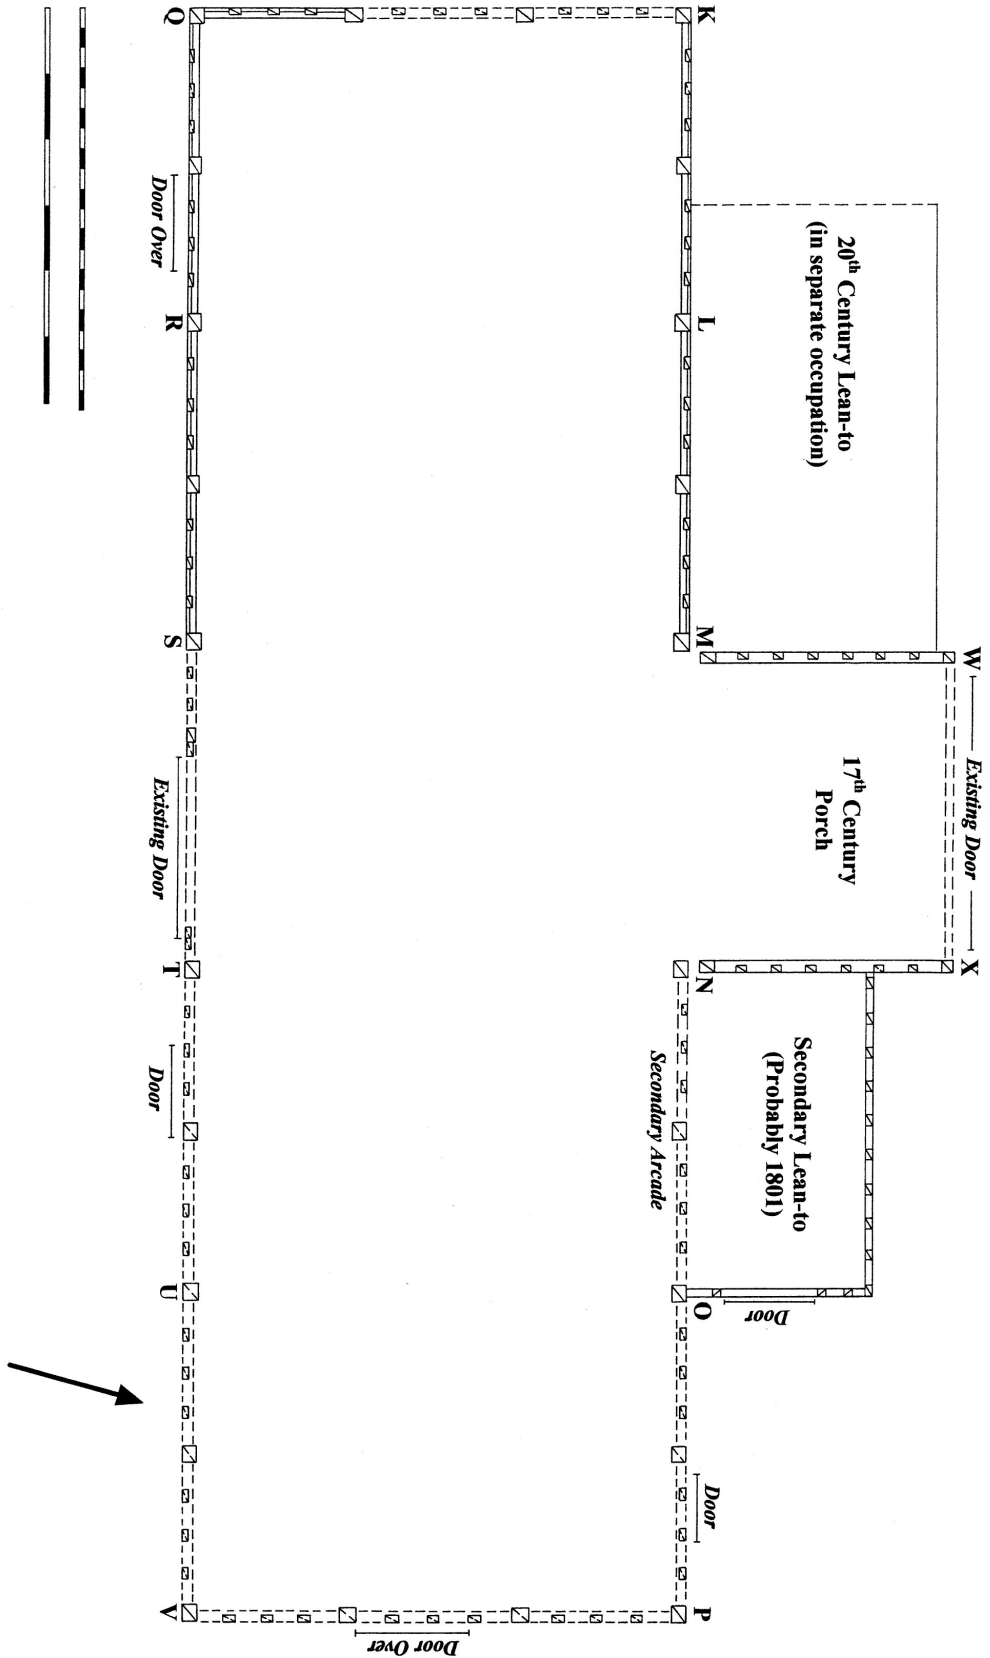 Q
K
Door Over
20th Century Lean-to
(in separate occupation)
R
L
S
M
W
Existing Door
17th Century
Porch
Existing Door
T
N
X
Door
Secondary Arcade
Secondary Lean-to
(Probably 1801)
U
O
Door
Door
V
P
Door Over